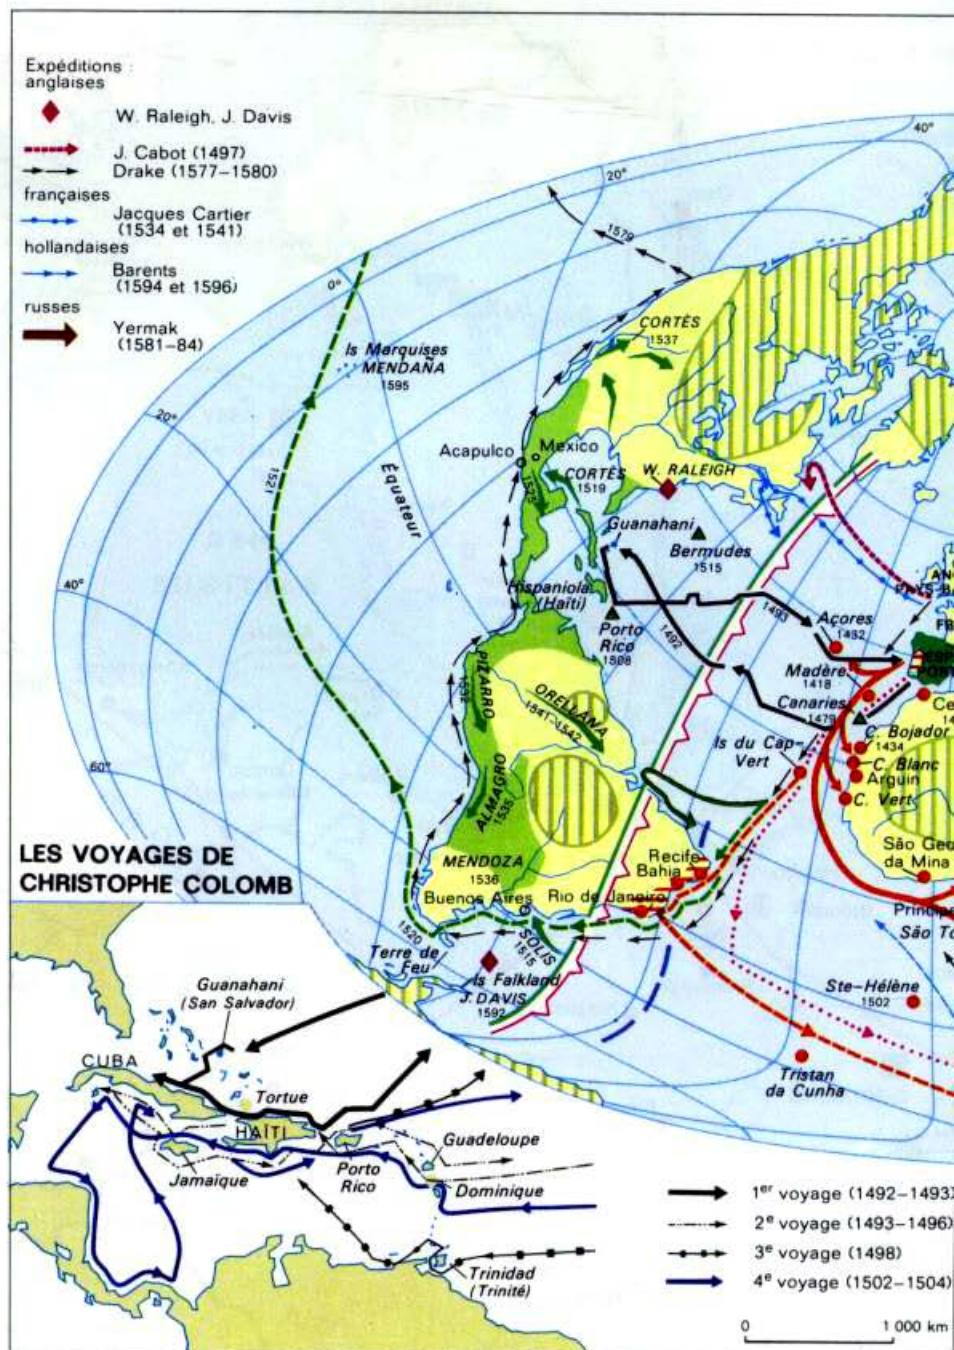 Expéditions :
anglaises
W. Raleigh, J. Davis
J. Cabot (1497)
Drake (1577–1580)
françaises
Jacques Cartier
(1534 et 1541)
hollandaises
Barents
(1594 et 1596)
russes
Yermak
(1581–84)
40°
20°
0°
20°
40°
60°
1579
CORTÉS
1537
Is Marquises
MENDAÑA
1595
1521
Équateur
Acapulco
Mexico
1525
CORTÉS
1519
W. RALEIGH
Guanahani
Bermudes
1515
Hispaniola
(Haïti)
Porto
Rico
1508
1492
1493
Açores
1432
Madère
1418
Canaries
1479
C. Bojador
1434
C. Blanc
Arguin
C. Vert
Is du Cap-
Vert
São Geo
da Mina
Principe
São To
Ste-Hélène
1502
Tristan
da Cunha
PIZARRO
ORELLANA
1541–1542
ALMAGRO
1535
MENDOZA
1536
Buenos Aires
Rio de Janeiro
Recife
Bahia
SOLIS
1515
1520
Terre de
Feu
Is Falkland
J. DAVIS
1592
LES VOYAGES DE
CHRISTOPHE COLOMB
Guanahani
(San Salvador)
CUBA
Tortue
HAÏTI
Jamaïque
Porto
Rico
Guadeloupe
Dominique
Trinidad
(Trinité)
1er voyage (1492–1493)
2e voyage (1493–1496)
3e voyage (1498)
4e voyage (1502–1504)
0 1 000 km